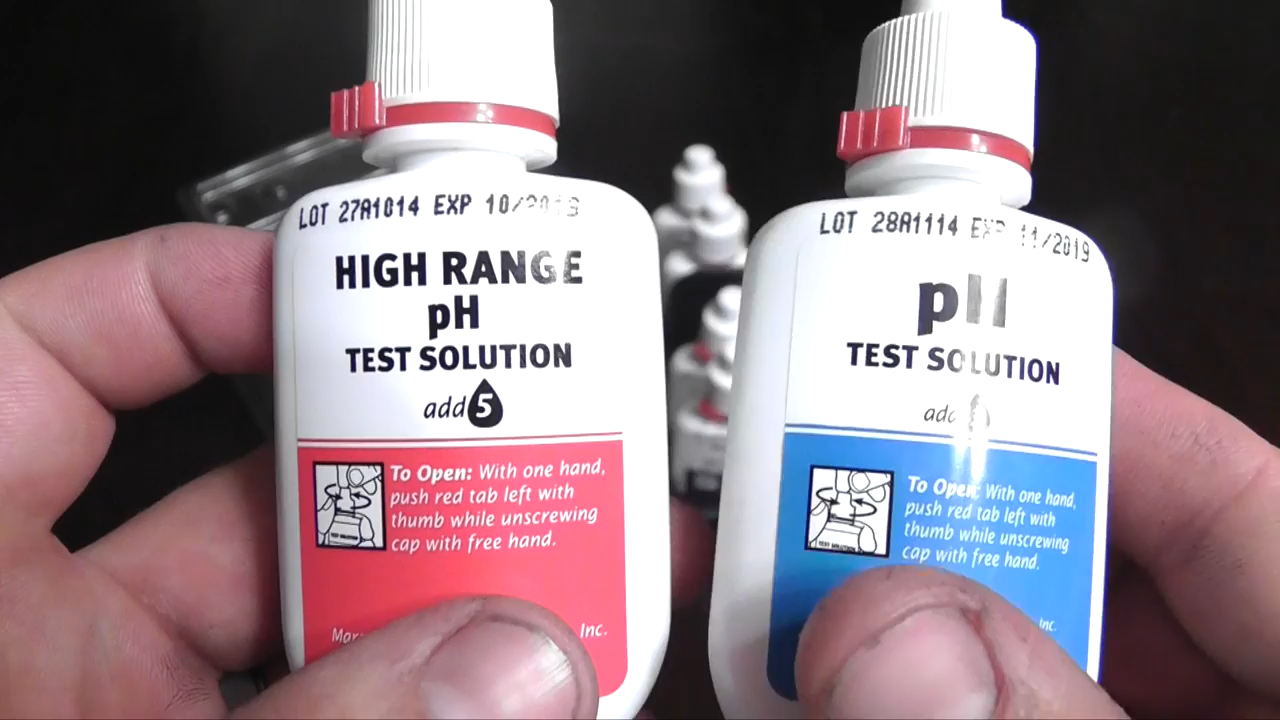 LOT 27A1014 EXP 10/2019
HIGH RANGE
pH
TEST SOLUTION
add 5
To Open: With one hand,
push red tab left with
thumb while unscrewing
cap with free hand.
Inc.
LOT 28A1114 EXP 11/2019
pH
TEST SOLUTION
To Open: With one hand,
push red tab left with
thumb while unscrewing
cap with free hand.
Inc.